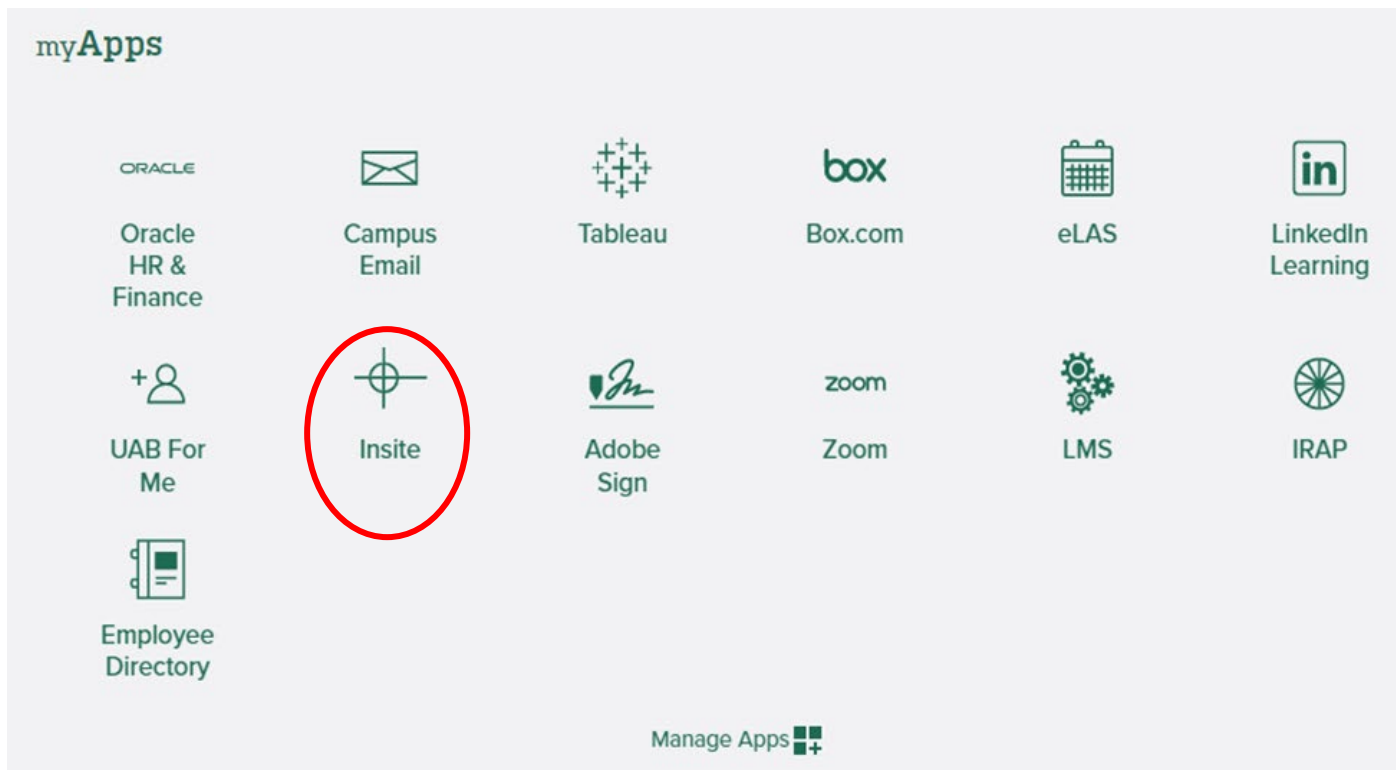 myApps
ORACLE
box
in
Oracle
HR &
Finance
Campus
Email
Tableau
Box.com
eLAS
LinkedIn
Learning
zoom
UAB For
Me
Insite
Adobe
Sign
Zoom
LMS
IRAP
Employee
Directory
Manage Apps